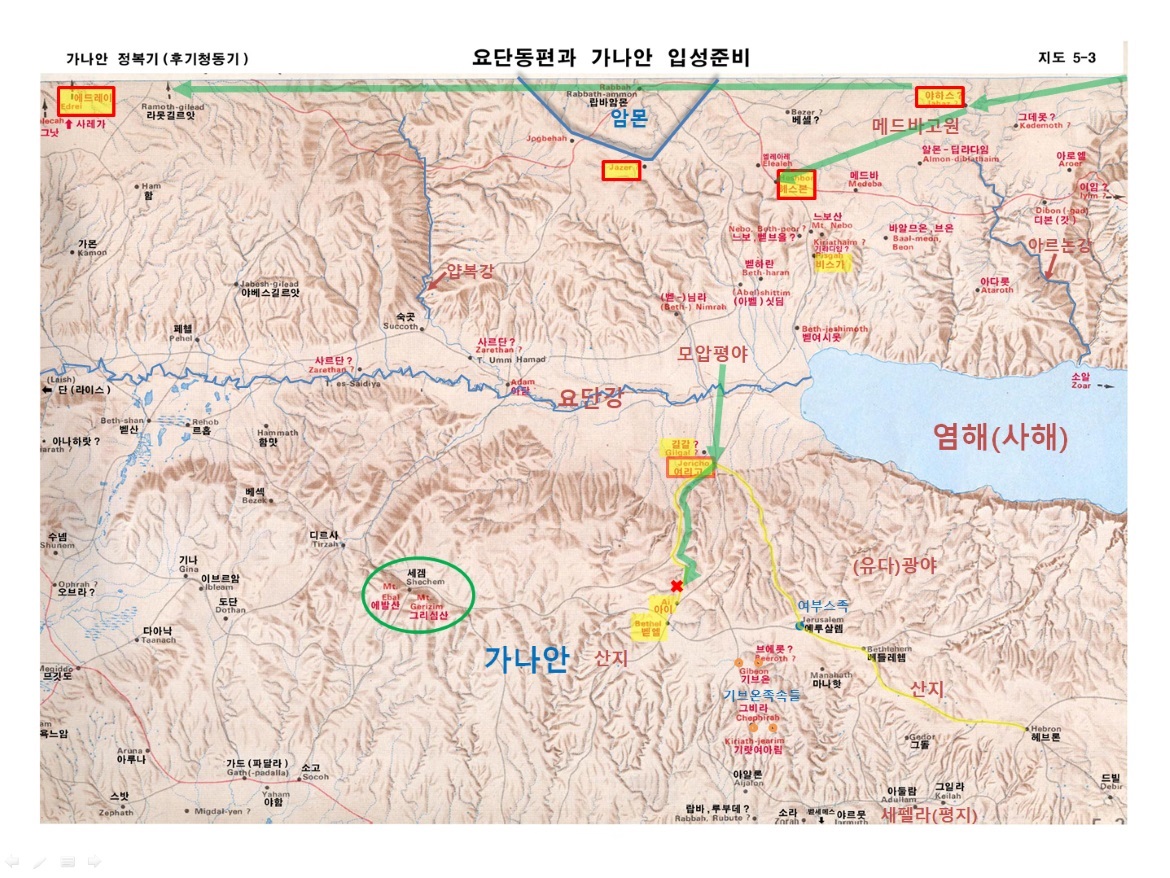 가나안 정복기(후기청동기)
요단동편과 가나안 입성준비
지도 5-3
에드레이
Edrei
사레가
그낫
Ramoth-gilead
라못길르앗
Rabbah
Rabbath-ammon
랍바암몬
암몬
Jogbehah
Jazer
Bezer ?
베셀?
야하스?
메드바고원
그데못?
Kedemoth ?
엘레아레
Elealeh
헤스본
알몬-딥라다임
Almon-diblathaim
메드바
Medeba
아로엘
Aroer
이임?
Iyim ?
Dibon (-gad)
디본(갓)
아르논강
Ham
함
가몬
Kamon
Jabesh-gilead
야베스길르앗
얍복강
느보산
Mt. Nebo
Nebo, Beth-peor ?
느보,벧브올?
Kiriathaim ?
기랴다임?
Pisgah
비스가
바알므온,브온
Baal-meon,
Beon
벧하란
Beth-haran
(Abel)shittim
(아벨)싯딤
(벧-)님리
(Beth-) Nimrah
아다롯
Ataroth
숙곳
Succoth
페헬
Pehel
사르단?
Zarethan ?
T. Umm Hamad
사르단?
Zarethan ?
T. es-Saidiya
Beth-jeshimoth
벧여시못
모압평야
(Laish)
단(라이스)
Adam
아담
요단강
소알
Zoar
염해(사해)
Beth-shan
벧산
Rehob
르홉
Hammath
함맛
아나하랏?
길갈?
Gilgal ?
Jericho
여리고
베섹
Bezek
디르사
Tirzah
수넴
Shunem
기나
Gina
이브르암
Ibleam
Ophrah ?
오브라?
도단
Dothan
세겜
Shechem
Mt.
Ebal
에발산
Mt.
Gerizim
그리심산
(유다)광야
Ai
아이
Bethel
벧엘
여부스족
Jerusalem
예루살렘
다아낙
Taanach
Megiddo
므깃도
가나안
산지
브에롯?
Beeroth ?
Gibeon
기브온
Bethlehem
베들레헴
Manahath
마나핫
산지
기브온족속들
그비라
Chephirah
Kiriath-jearim
기럇여아림
Hebron
헤브론
Gedor
그돌
욕느암
Aruna
아루나
가드(파달라)
Gath(-padalla)
소고
Socoh
스밧
Zephath
Yaham
야함
Migdal-yen ?
아얄론
Aijalon
랍바,루부테?
Rabbah, Rubute ?
소라
Zorah
벧세메스
야르뭇
Jarmuth
아둘람
Adullam
그일라
Keilah
드빌
Debir
세펠라(평지)